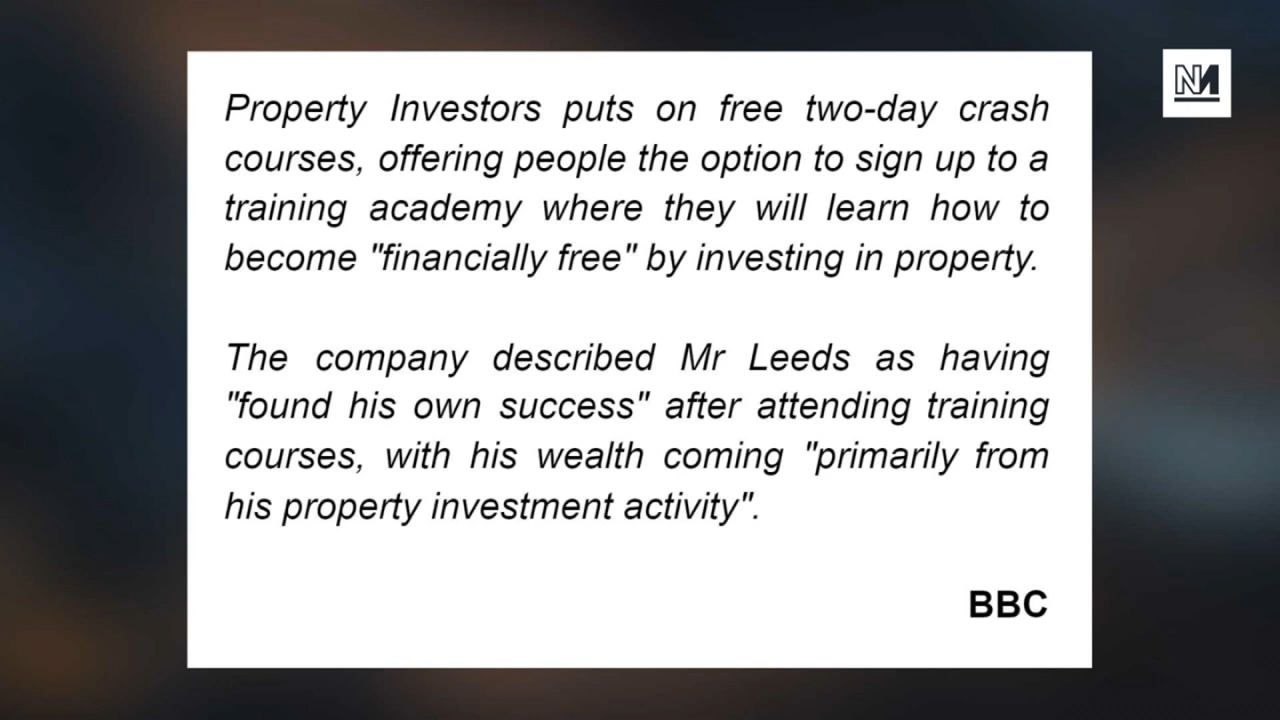 Property Investors puts on free two-day crash
courses, offering people the option to sign up to a
training academy where they will learn how to
become "financially free" by investing in property.
The company described Mr Leeds as having
"found his own success" after attending training
courses, with his wealth coming "primarily from
his property investment activity".
BBC
NM